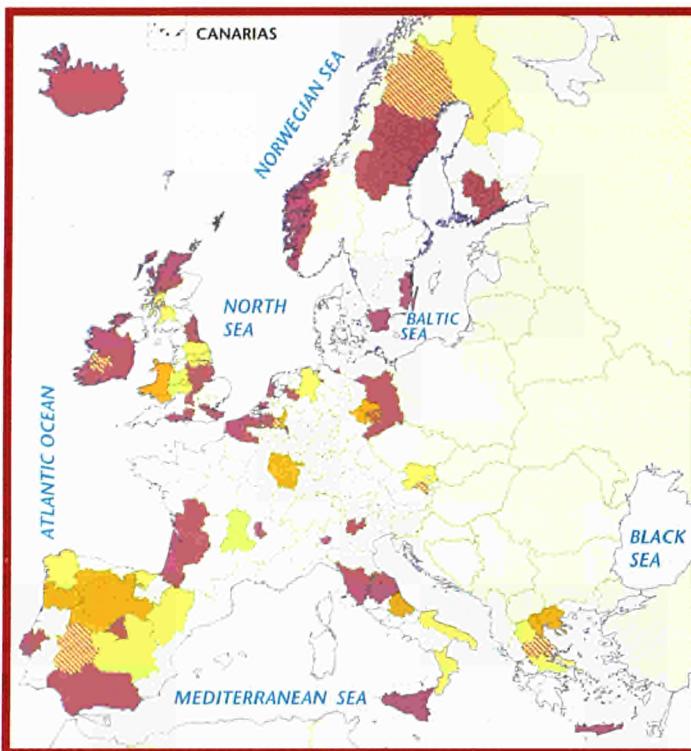 CANARIAS
NORWEGIAN SEA
NORTH
SEA
BALTIC
SEA
ATLANTIC OCEAN
BLACK
SEA
MEDITERRANEAN SEA